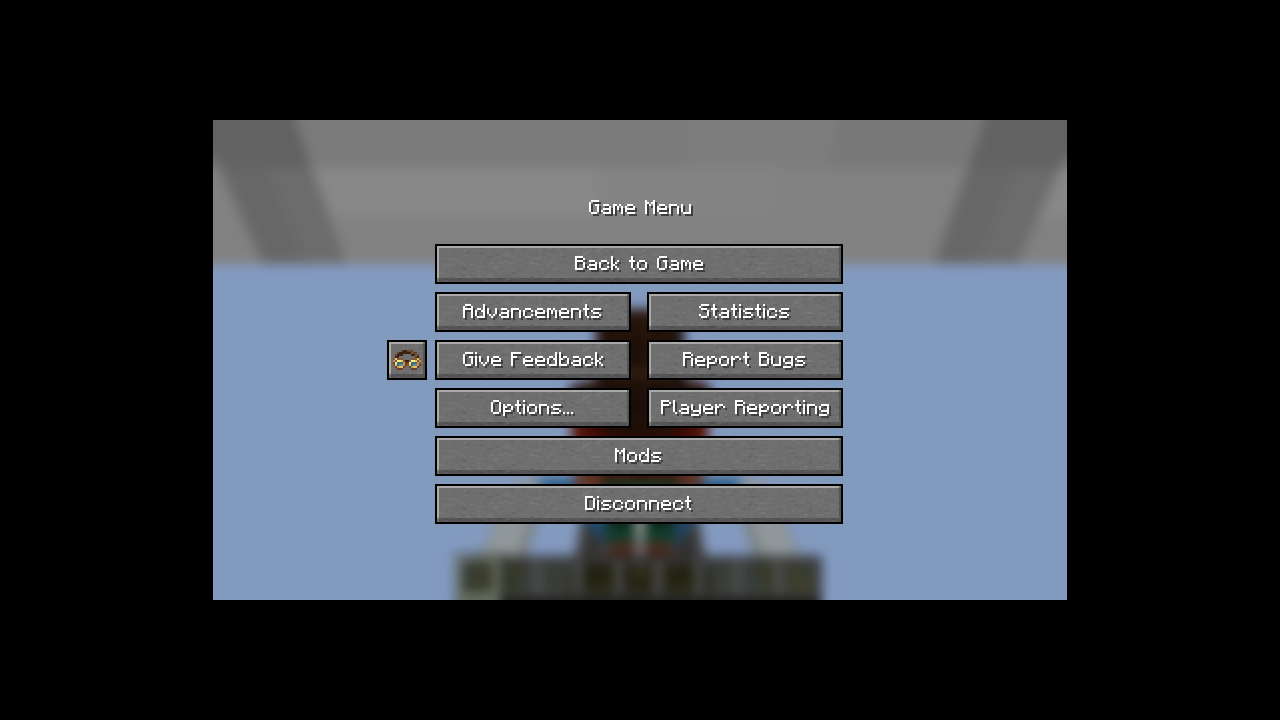 Game Menu
Back to Game
Advancements
Statistics
Give Feedback
Report Bugs
Options...
Player Reporting
Mods
Disconnect